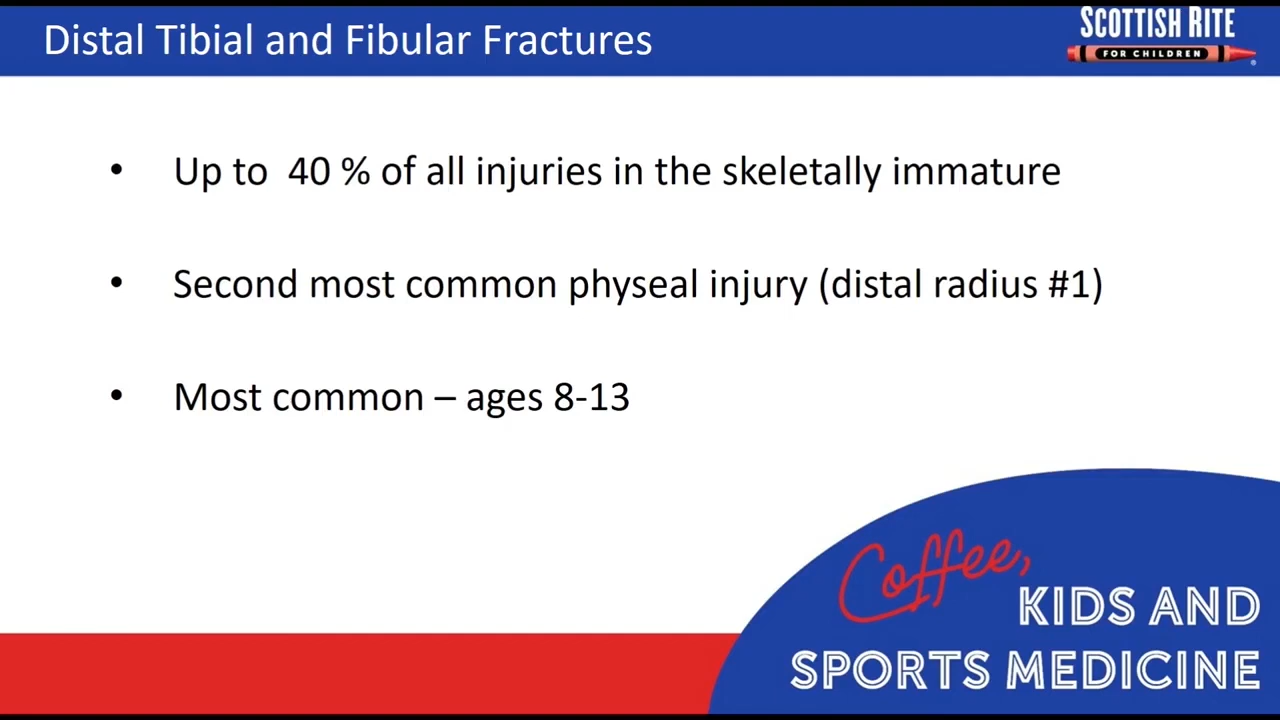 Distal Tibial and Fibular Fractures
SCOTTISH RITE
FOR CHILDREN
®
• Up to  40 % of all injuries in the skeletally immature
• Second most common physeal injury (distal radius #1)
• Most common – ages 8-13
Coffee,
KIDS AND
SPORTS MEDICINE